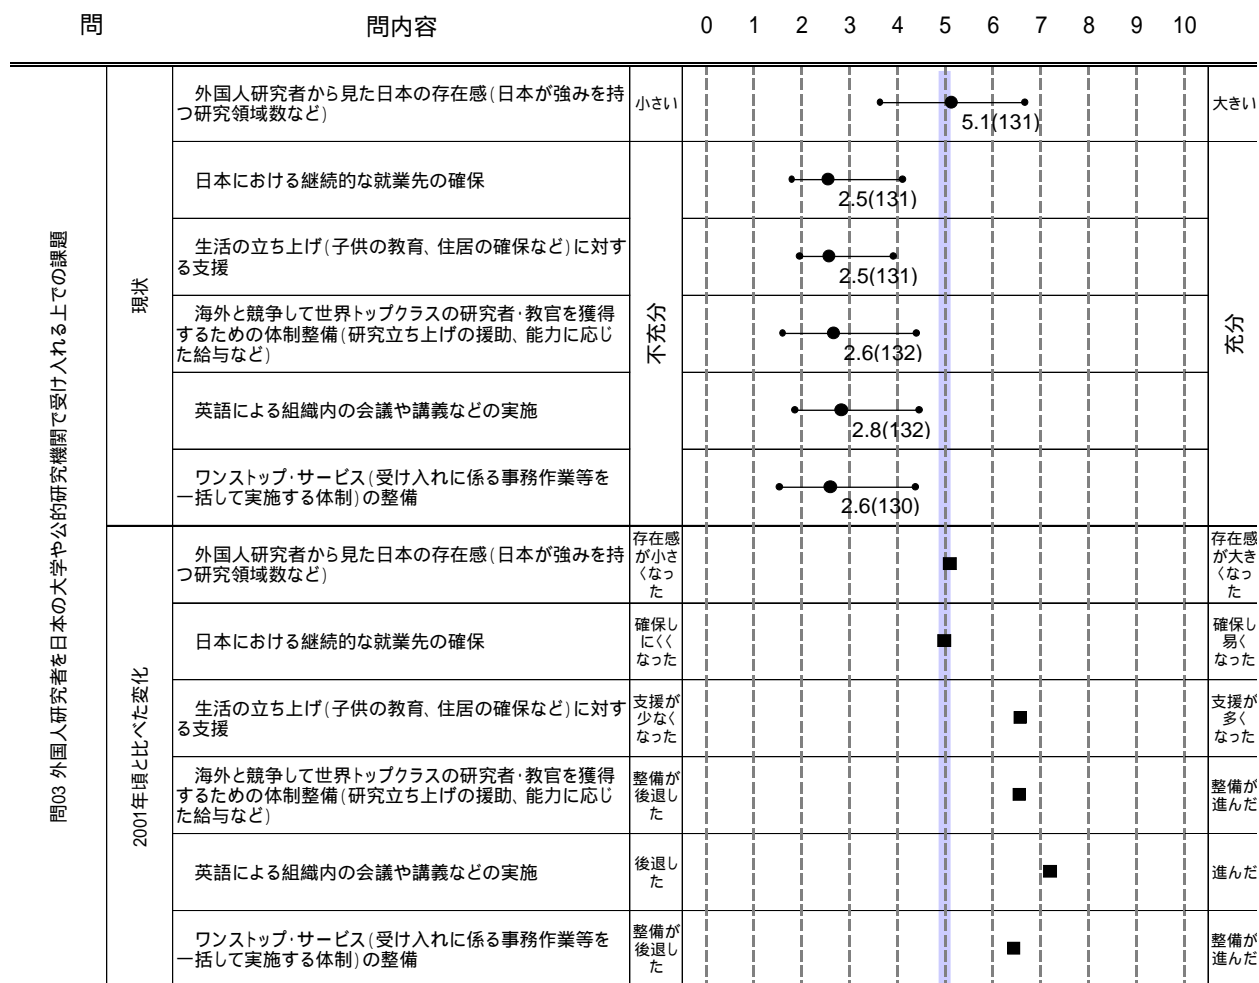 問 問内容 0 1 2 3 4 5 6 7 8 9 10
問03 外国人研究者を日本の大学や公的研究機関で受け入れる上での課題
現状
外国人研究者から見た日本の存在感(日本が強みを持
つ研究領域数など)
小さい
5.1(131)
大きい
日本における継続的な就業先の確保
2.5(131)
生活の立ち上げ(子供の教育、住居の確保など)に対す
る支援
2.5(131)
海外と競争して世界トップクラスの研究者・教官を獲得
するための体制整備(研究立ち上げの援助、能力に応じ
た給与など)
2.6(132)
英語による組織内の会議や講義などの実施
2.8(132)
ワンストップ・サービス(受け入れに係る事務作業等を
一括して実施する体制)の整備
2.6(130)
不充分
充分
2001年頃と比べた変化
外国人研究者から見た日本の存在感(日本が強みを持
つ研究領域数など)
存在感
が小さ
くなっ
た
存在感
が大き
くなっ
た
日本における継続的な就業先の確保
確保し
にくく
なった
確保し
易く
なった
生活の立ち上げ(子供の教育、住居の確保など)に対す
る支援
支援が
少なく
なった
支援が
多く
なった
海外と競争して世界トップクラスの研究者・教官を獲得
するための体制整備(研究立ち上げの援助、能力に応じ
た給与など)
整備が
後退し
た
整備が
進んだ
英語による組織内の会議や講義などの実施
後退し
た
進んだ
ワンストップ・サービス(受け入れに係る事務作業等を
一括して実施する体制)の整備
整備が
後退し
た
整備が
進んだ